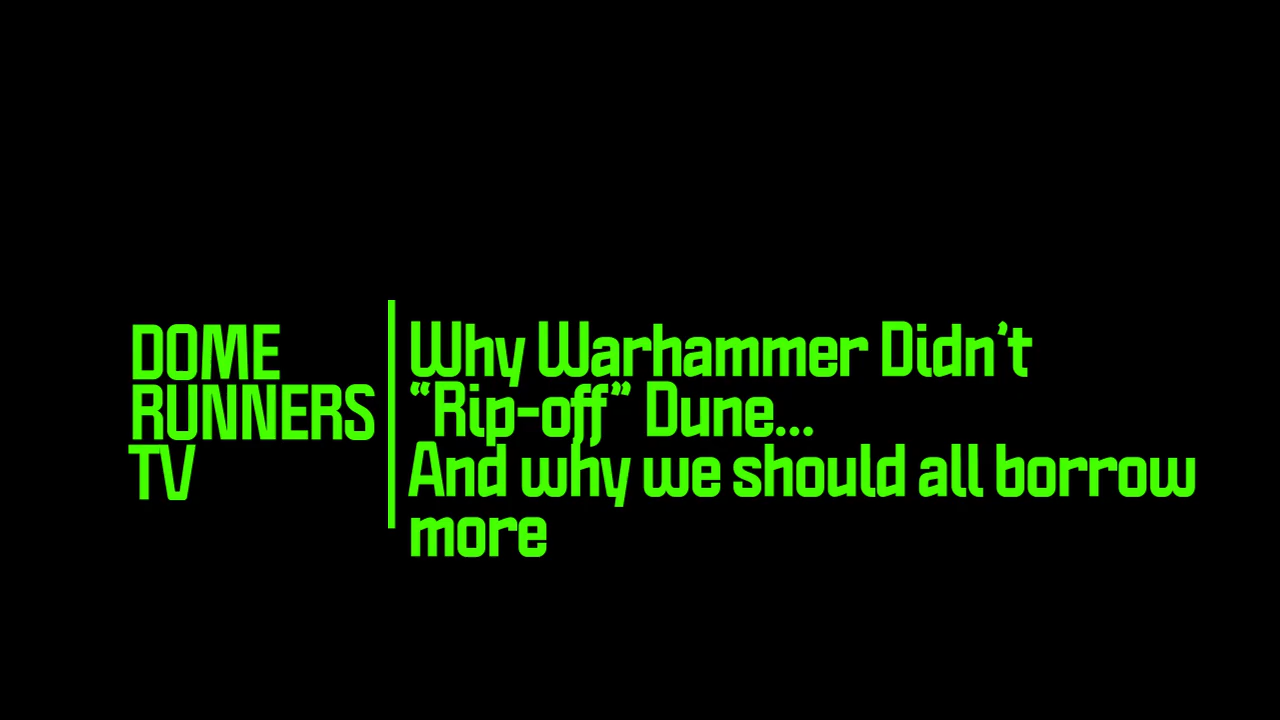 DOME
RUNNERS
TV
Why Warhammer Didn't
“Rip-off” Dune...
And why we should all borrow
more